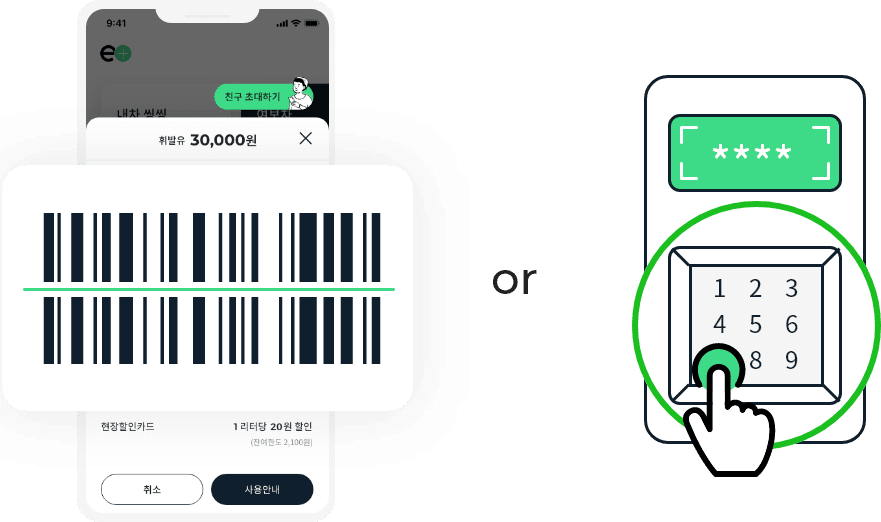 9:41
e+
친구 초대하기
내차 씽씽
휘발유 30,000원
현장할인카드
1 리터당 20원 할인
(잔여한도 2,100원)
취소
사용안내
or
****
1 2 3
4 5 6
8 9